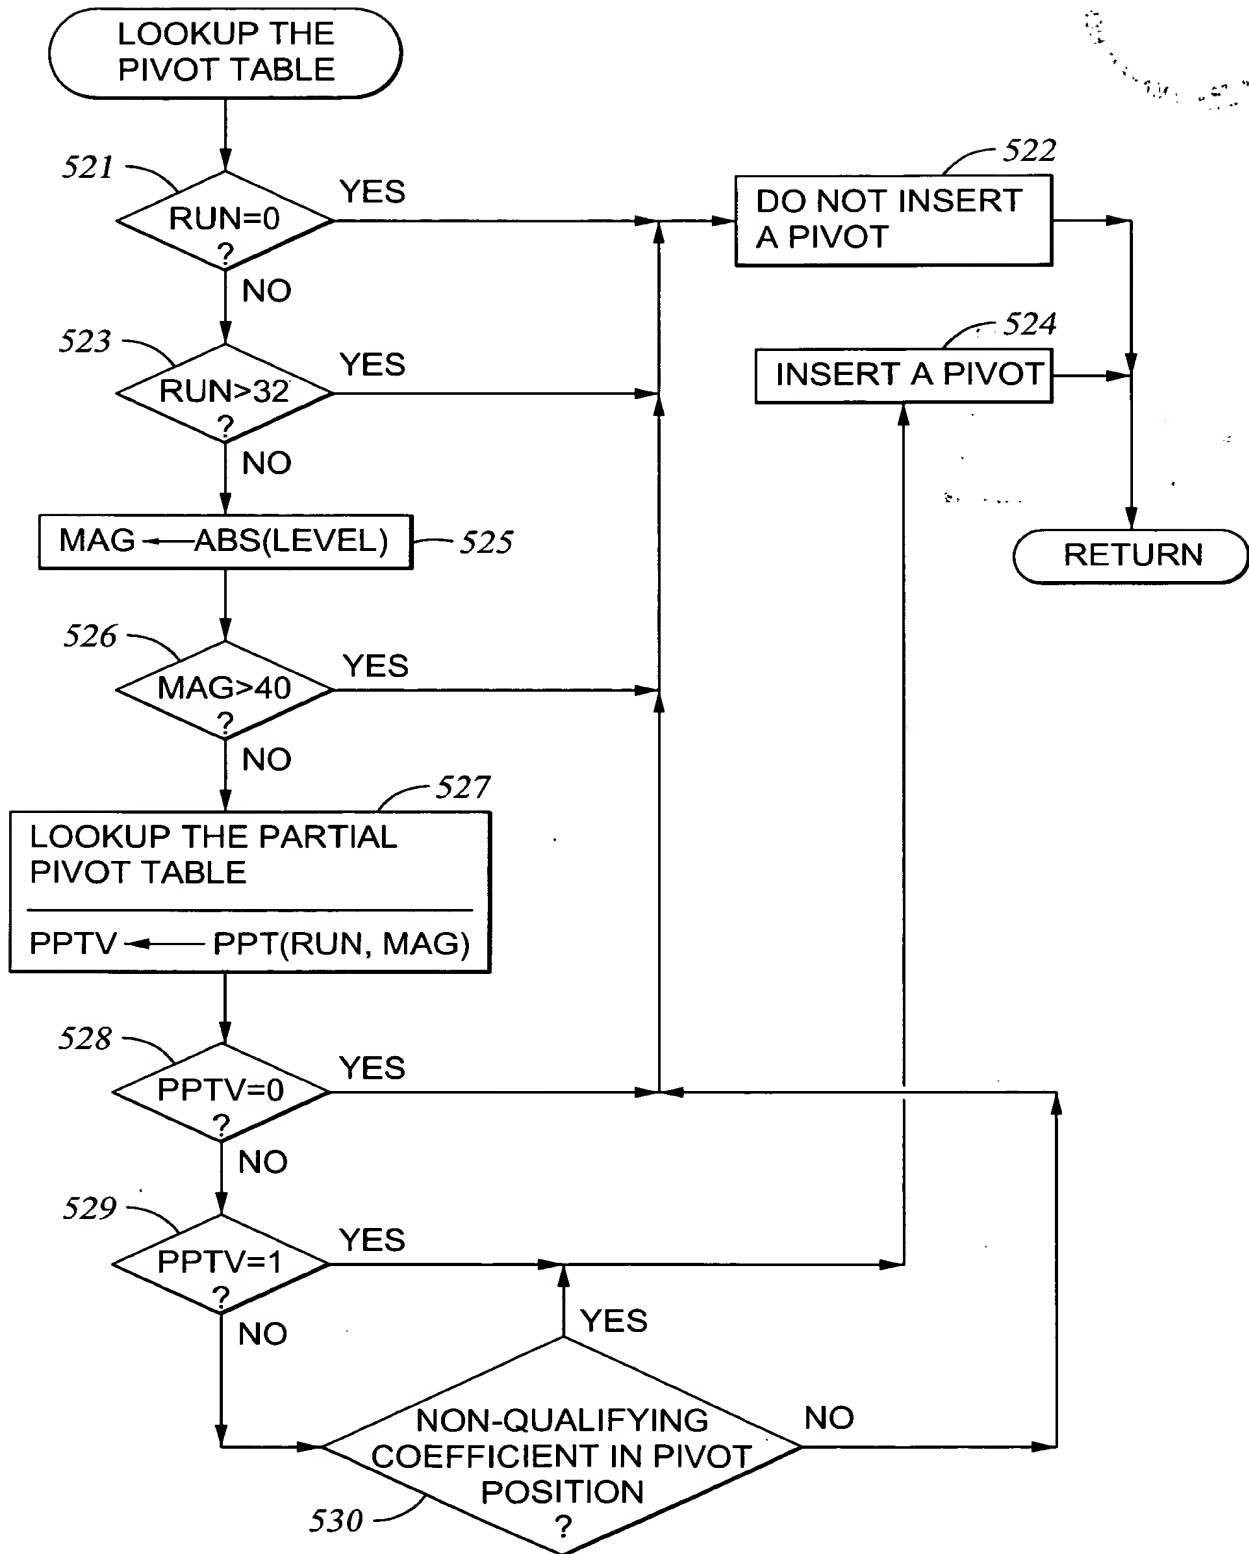 LOOKUP THE
PIVOT TABLE
521
RUN=0
?
YES
NO
522
DO NOT INSERT
A PIVOT
523
RUN>32
?
YES
NO
524
INSERT A PIVOT
MAG ABS(LEVEL)
525
RETURN
526
MAG>40
?
YES
NO
527
LOOKUP THE PARTIAL
PIVOT TABLE
PPTV PPT(RUN, MAG)
528
PPTV=0
?
YES
NO
529
PPTV=1
?
YES
NO
YES
NON-QUALIFYING
COEFFICIENT IN PIVOT
POSITION
?
NO
530